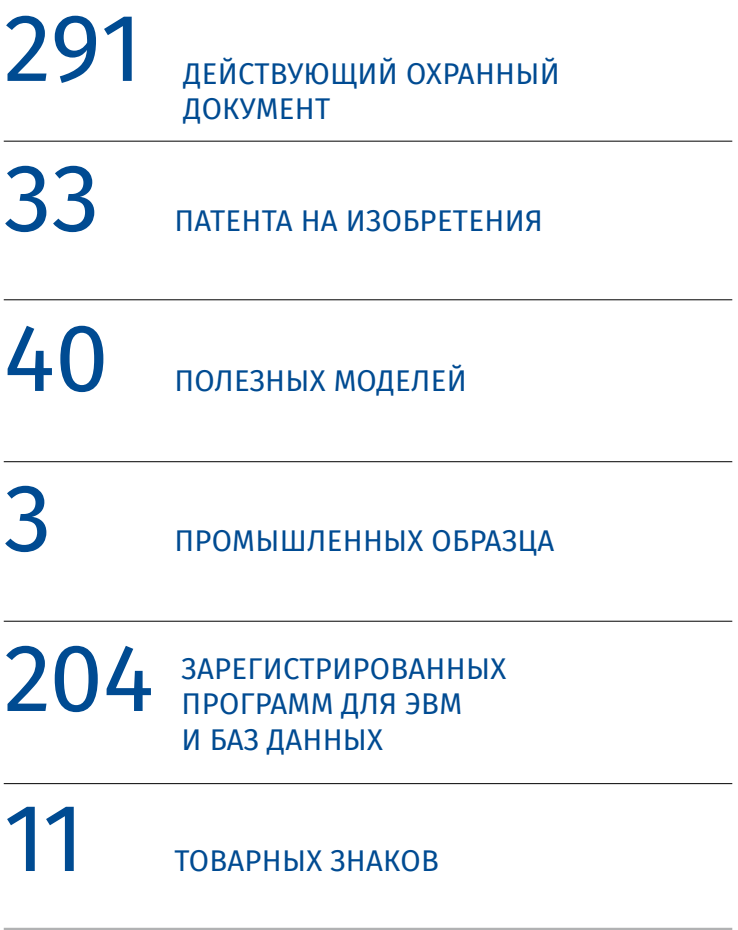 291
ДЕЙСТВУЮЩИЙ ОХРАННЫЙ
ДОКУМЕНТ
33
ПАТЕНТА НА ИЗОБРЕТЕНИЯ
40
ПОЛЕЗНЫХ МОДЕЛЕЙ
3
ПРОМЫШЛЕННЫХ ОБРАЗЦА
204
ЗАРЕГИСТРИРОВАННЫХ
ПРОГРАММ ДЛЯ ЭВМ
И БАЗ ДАННЫХ
11
ТОВАРНЫХ ЗНАКОВ